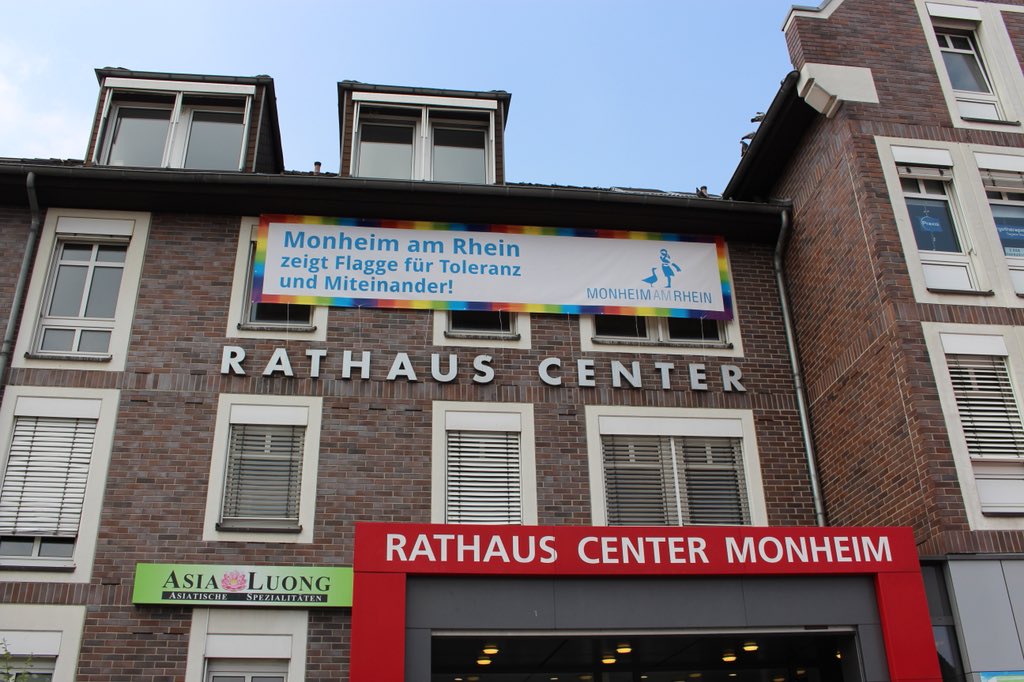 Monheim am Rhein
zeigt Flagge für Toleranz
und Miteinander!
MONHEIM AM RHEIN
RATHAUS CENTER
RATHAUS CENTER MONHEIM
ASIA LUONG
ASIATISCHE SPEZIALITÄTEN